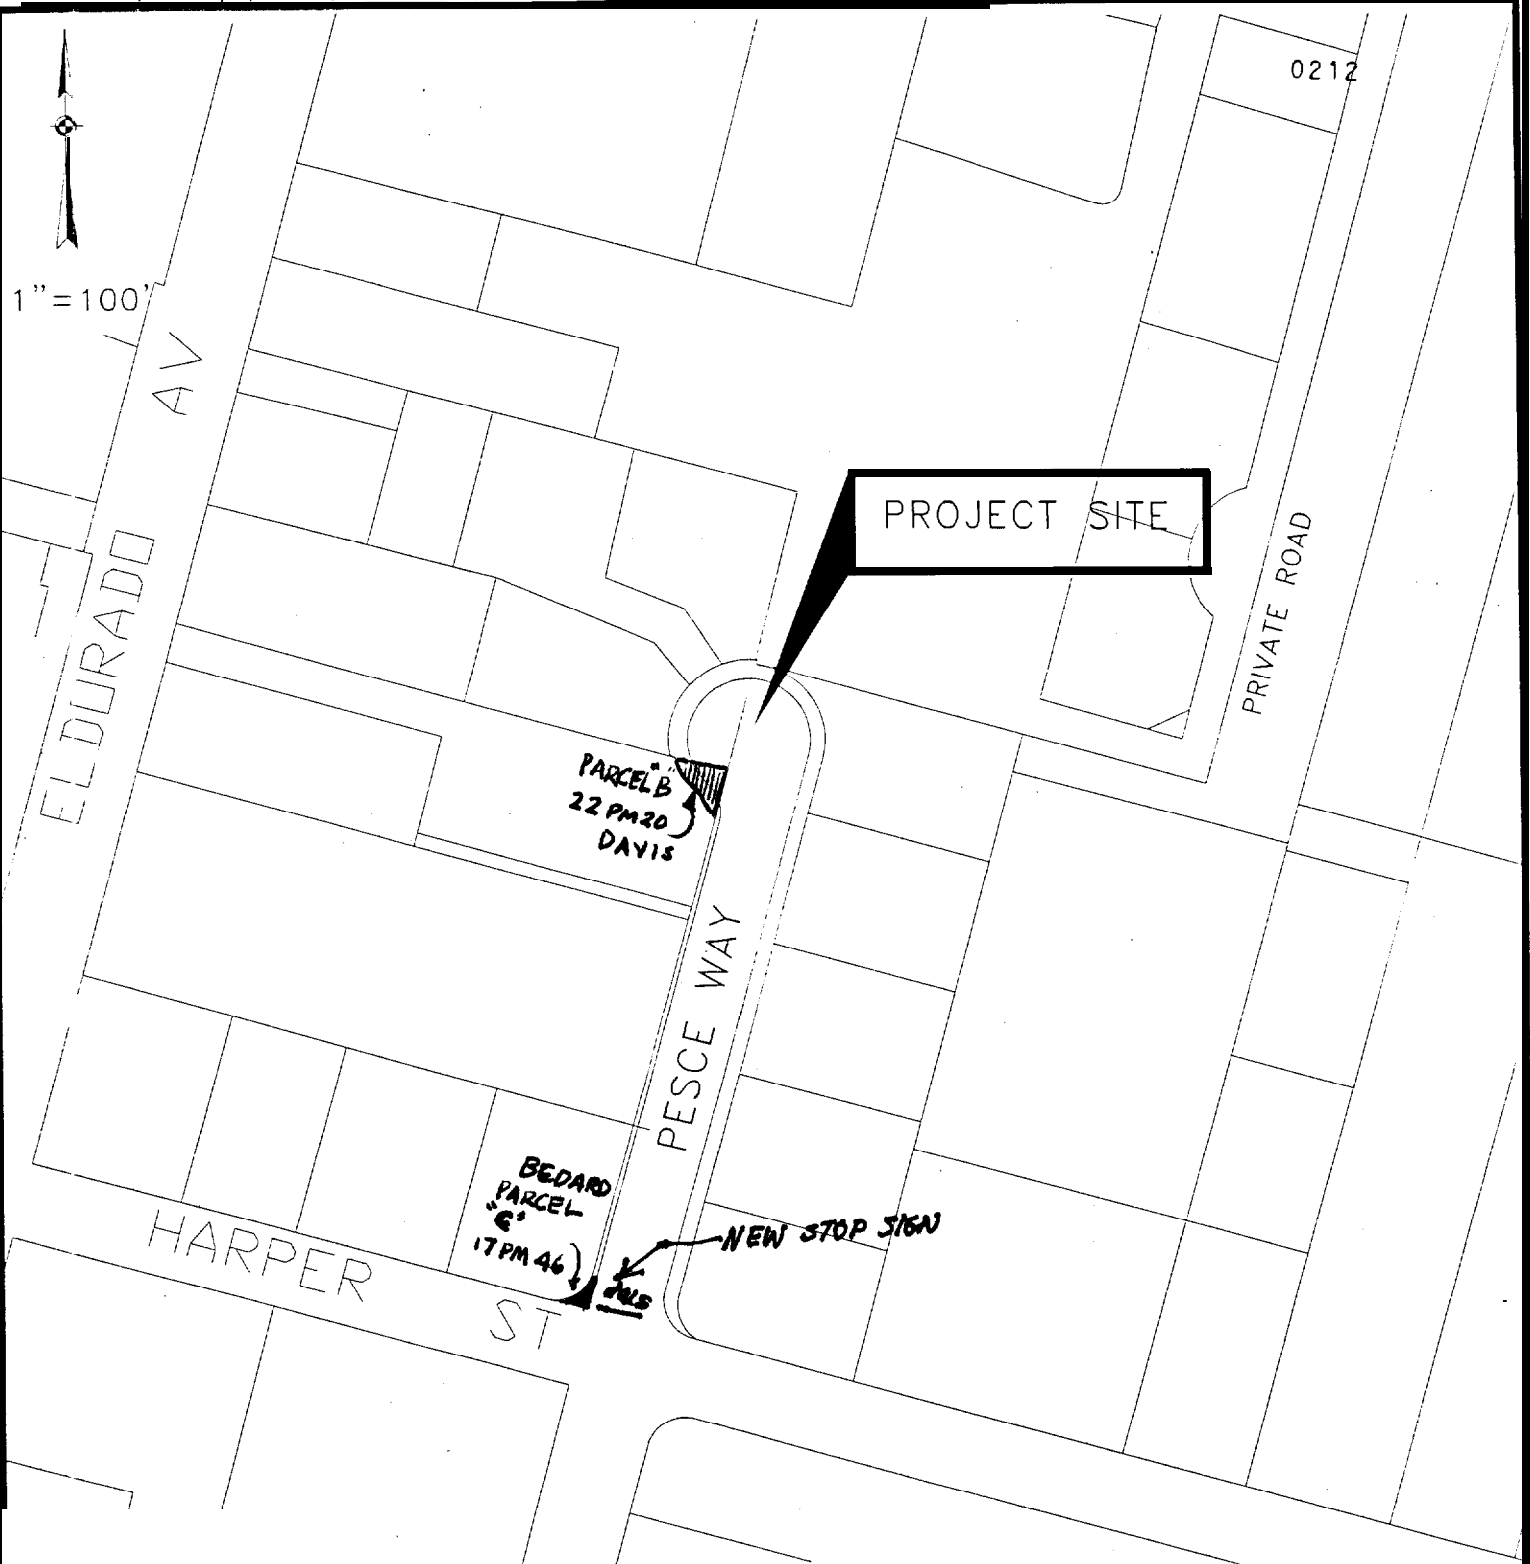 0212
1"=100'
ELDURADO AV
PROJECT SITE
PRIVATE ROAD
PARCEL "B"
22 PM 20
DAVIS
PESCE WAY
BEDARD
PARCEL
17 PM 46
NEW STOP SIGN
HARPER ST